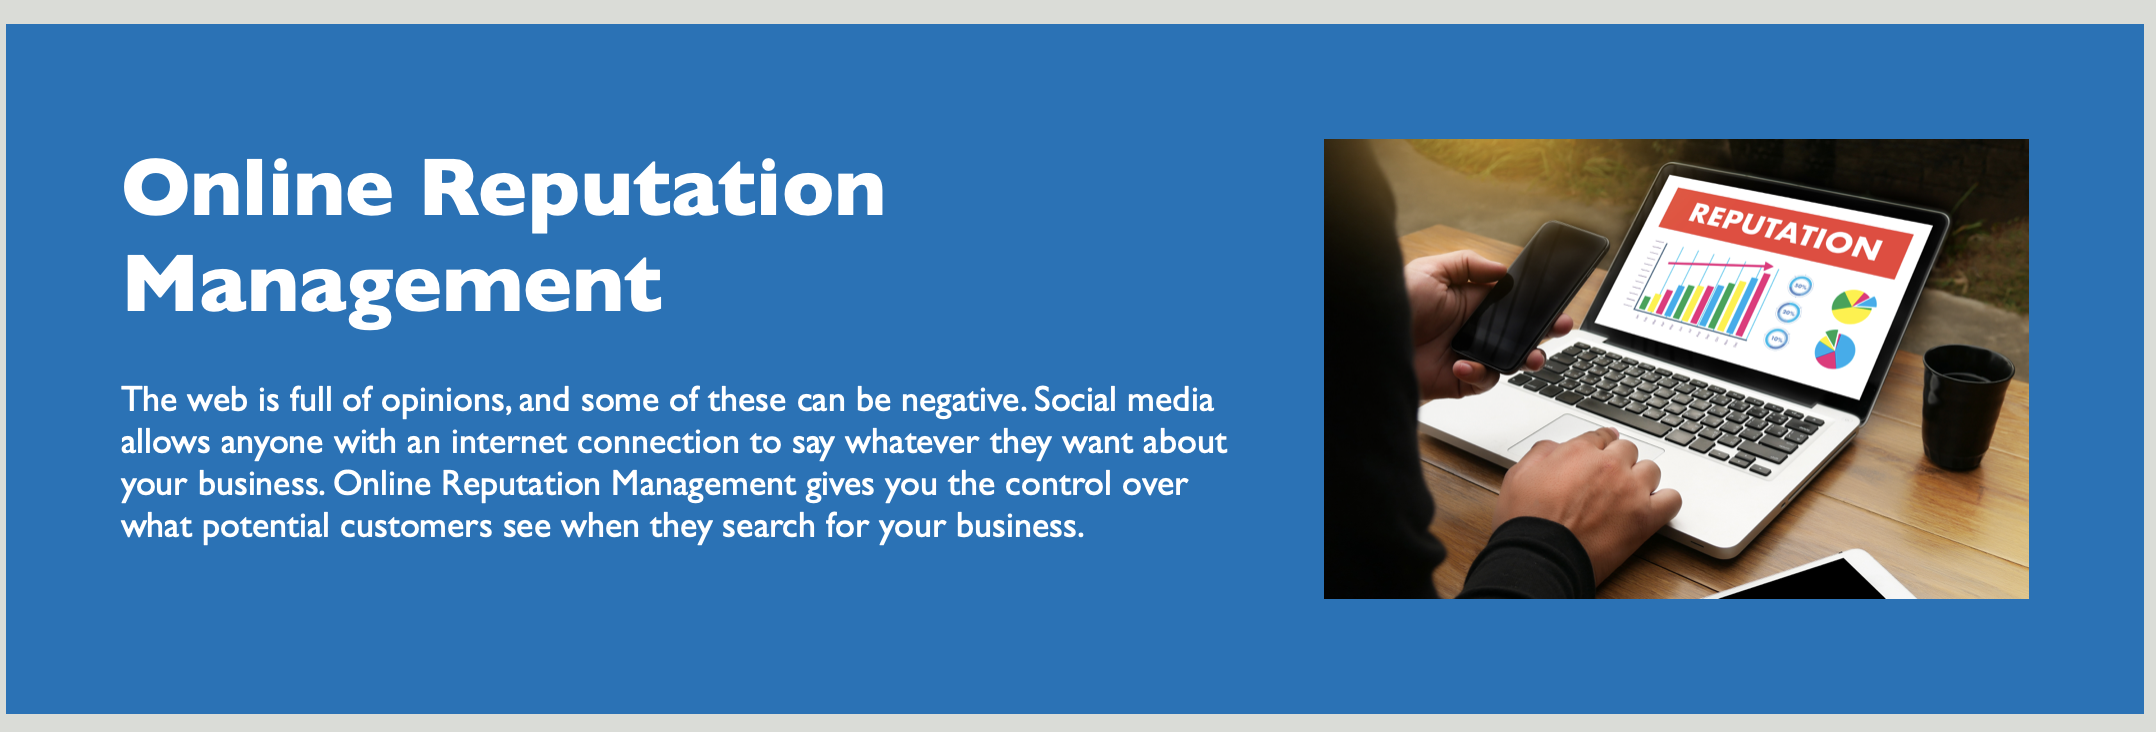 Online Reputation
Management
The web is full of opinions, and some of these can be negative. Social media
allows anyone with an internet connection to say whatever they want about
your business. Online Reputation Management gives you the control over
what potential customers see when they search for your business.
REPUTATION